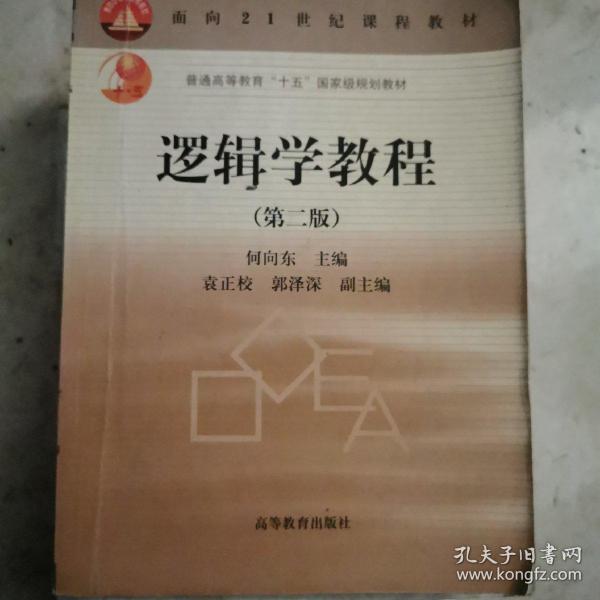 面向21世纪课程教材
十·五
普通高等教育“十五”国家级规划教材
逻辑学教程
(第二版)
何向东 主编
袁正校 郭泽深 副主编
高等教育出版社
孔夫子旧书网
www.kongfz.com